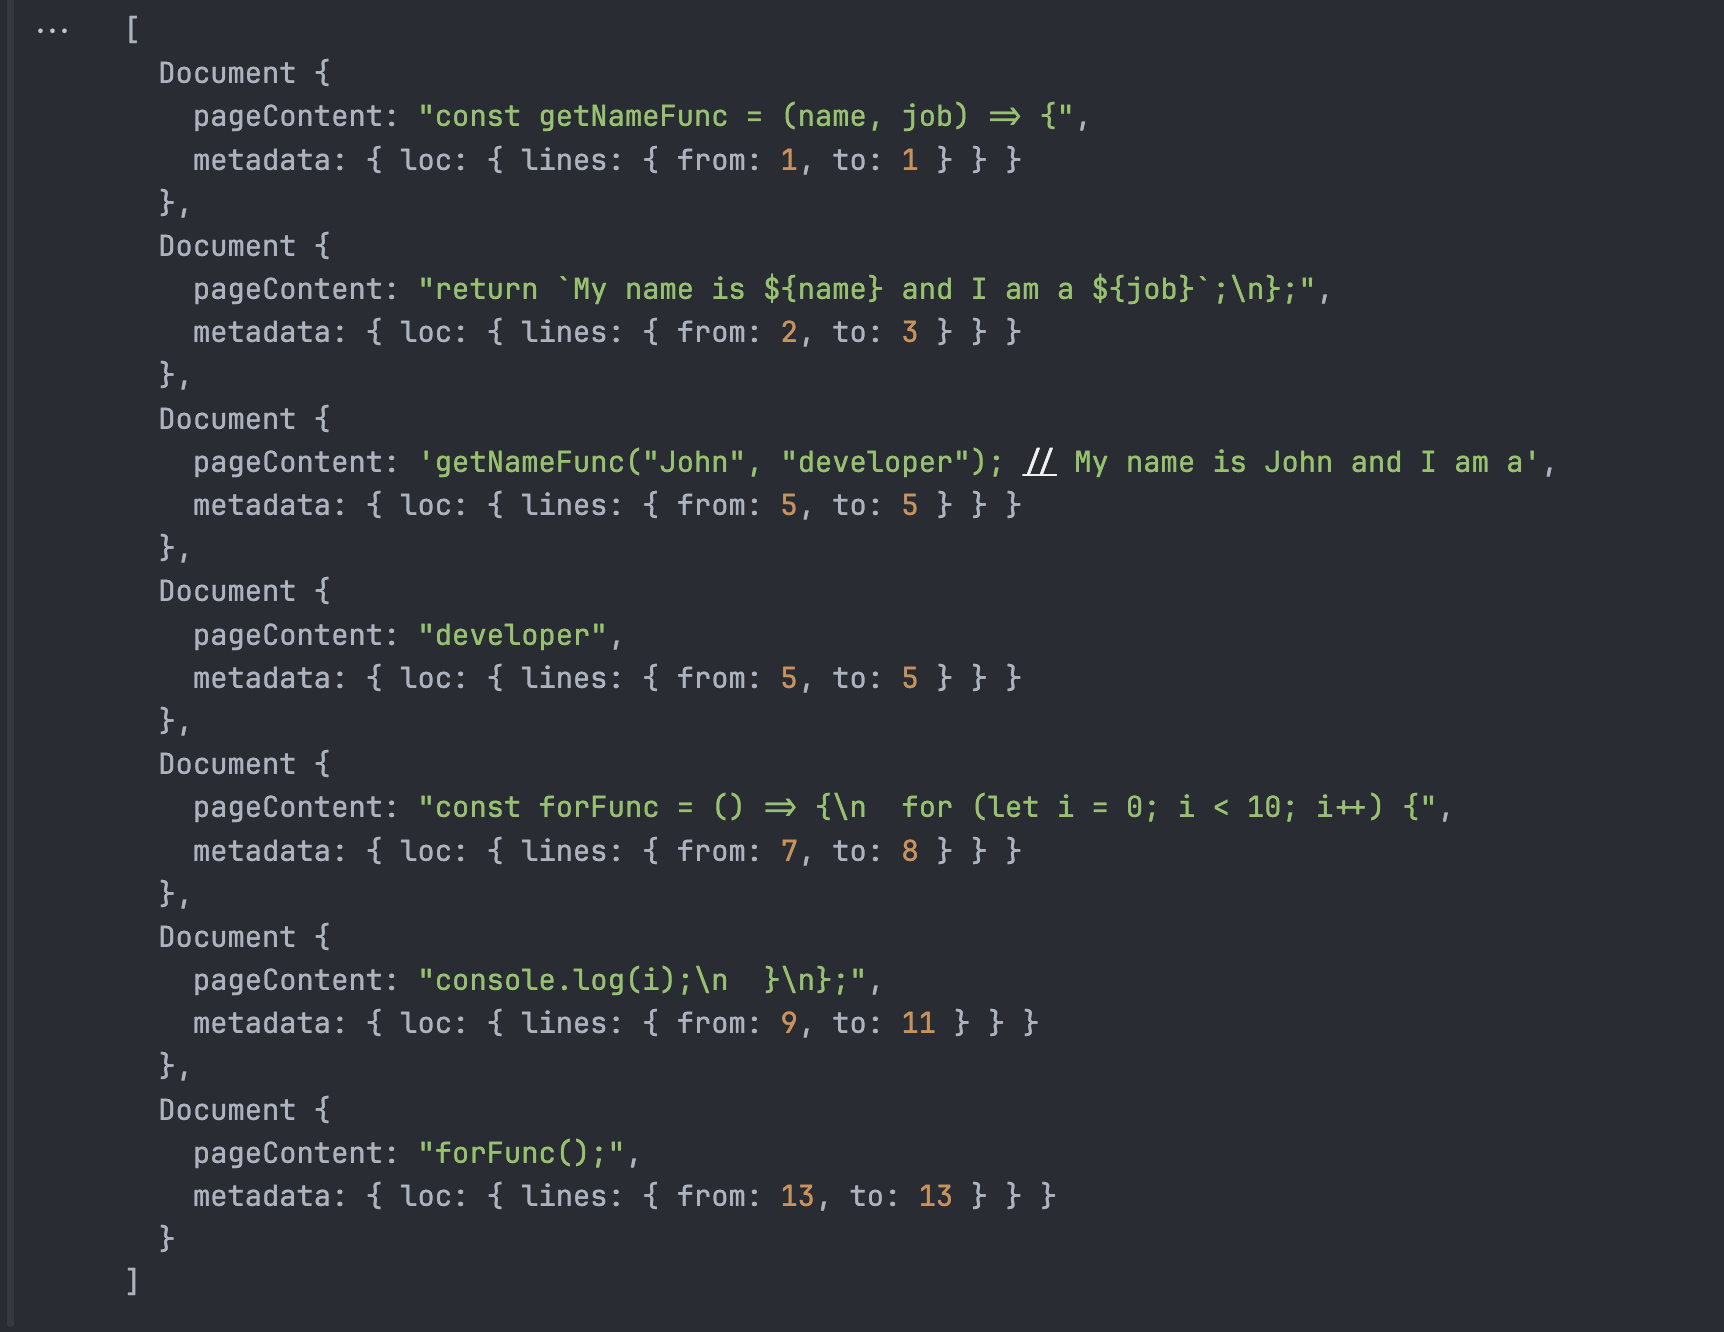 ... [
Document {
pageContent: "const getNameFunc = (name, job) => {",
metadata: { loc: { lines: { from: 1, to: 1 } } }
},
Document {
pageContent: "return `My name is ${name} and I am a ${job}`;\n};",
metadata: { loc: { lines: { from: 2, to: 3 } } }
},
Document {
pageContent: 'getNameFunc("John", "developer"); // My name is John and I am a',
metadata: { loc: { lines: { from: 5, to: 5 } } }
},
Document {
pageContent: "developer",
metadata: { loc: { lines: { from: 5, to: 5 } } }
},
Document {
pageContent: "const forFunc = () => {\n  for (let i = 0; i < 10; i++) {",
metadata: { loc: { lines: { from: 7, to: 8 } } }
},
Document {
pageContent: "console.log(i);\n  }\n};",
metadata: { loc: { lines: { from: 9, to: 11 } } }
},
Document {
pageContent: "forFunc();",
metadata: { loc: { lines: { from: 13, to: 13 } } }
}
]